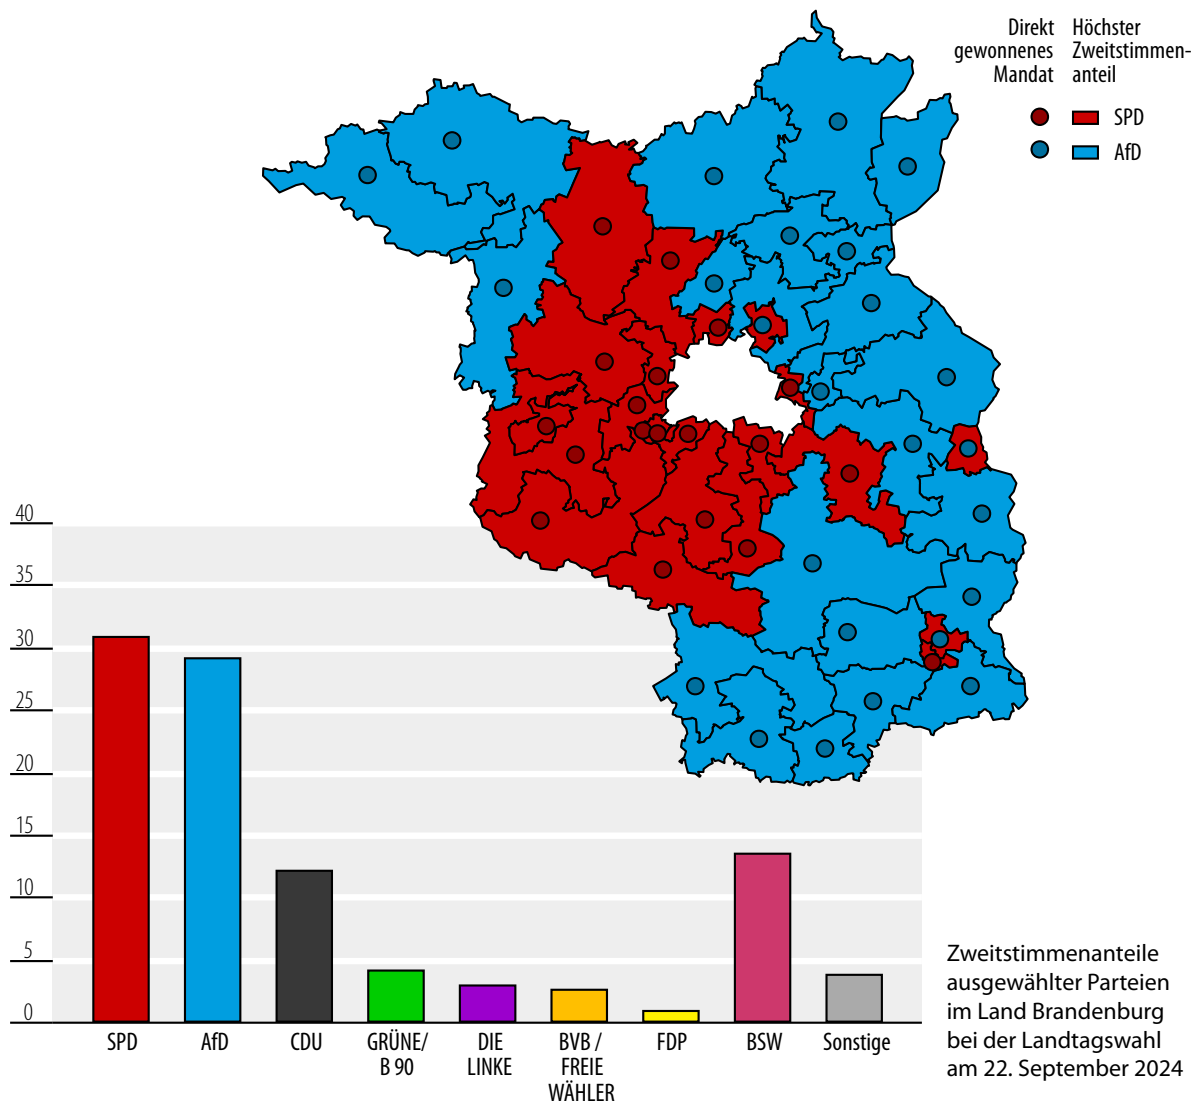 Direkt
gewonnenes
Mandat
Höchster
Zweitstimmen-
anteil
SPD
AfD
40
35
30
25
20
15
10
5
0
SPD
AfD
CDU
GRÜNE/
B 90
DIE
LINKE
BVB /
FREIE
WÄHLER
FDP
BSW
Sonstige
Zweitstimmenanteile
ausgewählter Parteien
im Land Brandenburg
bei der Landtagswahl
am 22. September 2024